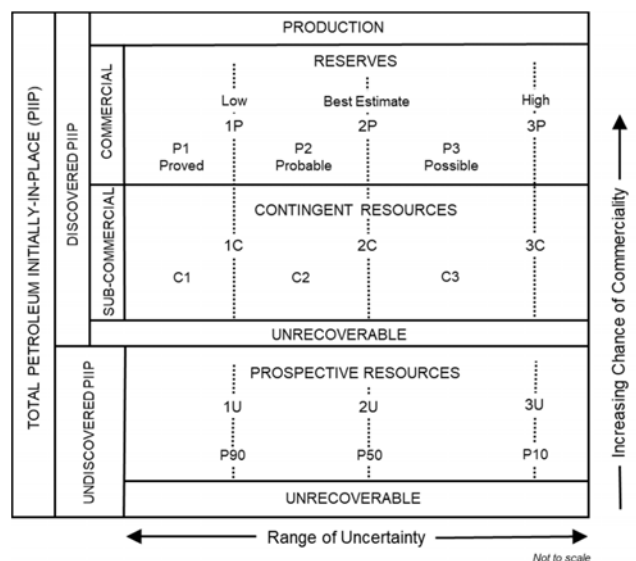 TOTAL PETROLEUM INITIALLY-IN-PLACE (PIIP)
DISCOVERED PIIP
UNDISCOVERED PIIP
COMMERCIAL
SUB-COMMERCIAL
PRODUCTION
RESERVES
Low Best Estimate High
1P 2P 3P
P1 P2 P3
Proved Probable Possible
CONTINGENT RESOURCES
1C 2C 3C
C1 C2 C3
UNRECOVERABLE
PROSPECTIVE RESOURCES
1U 2U 3U
P90 P50 P10
UNRECOVERABLE
Increasing Chance of Commerciality
Range of Uncertainty
Not to scale